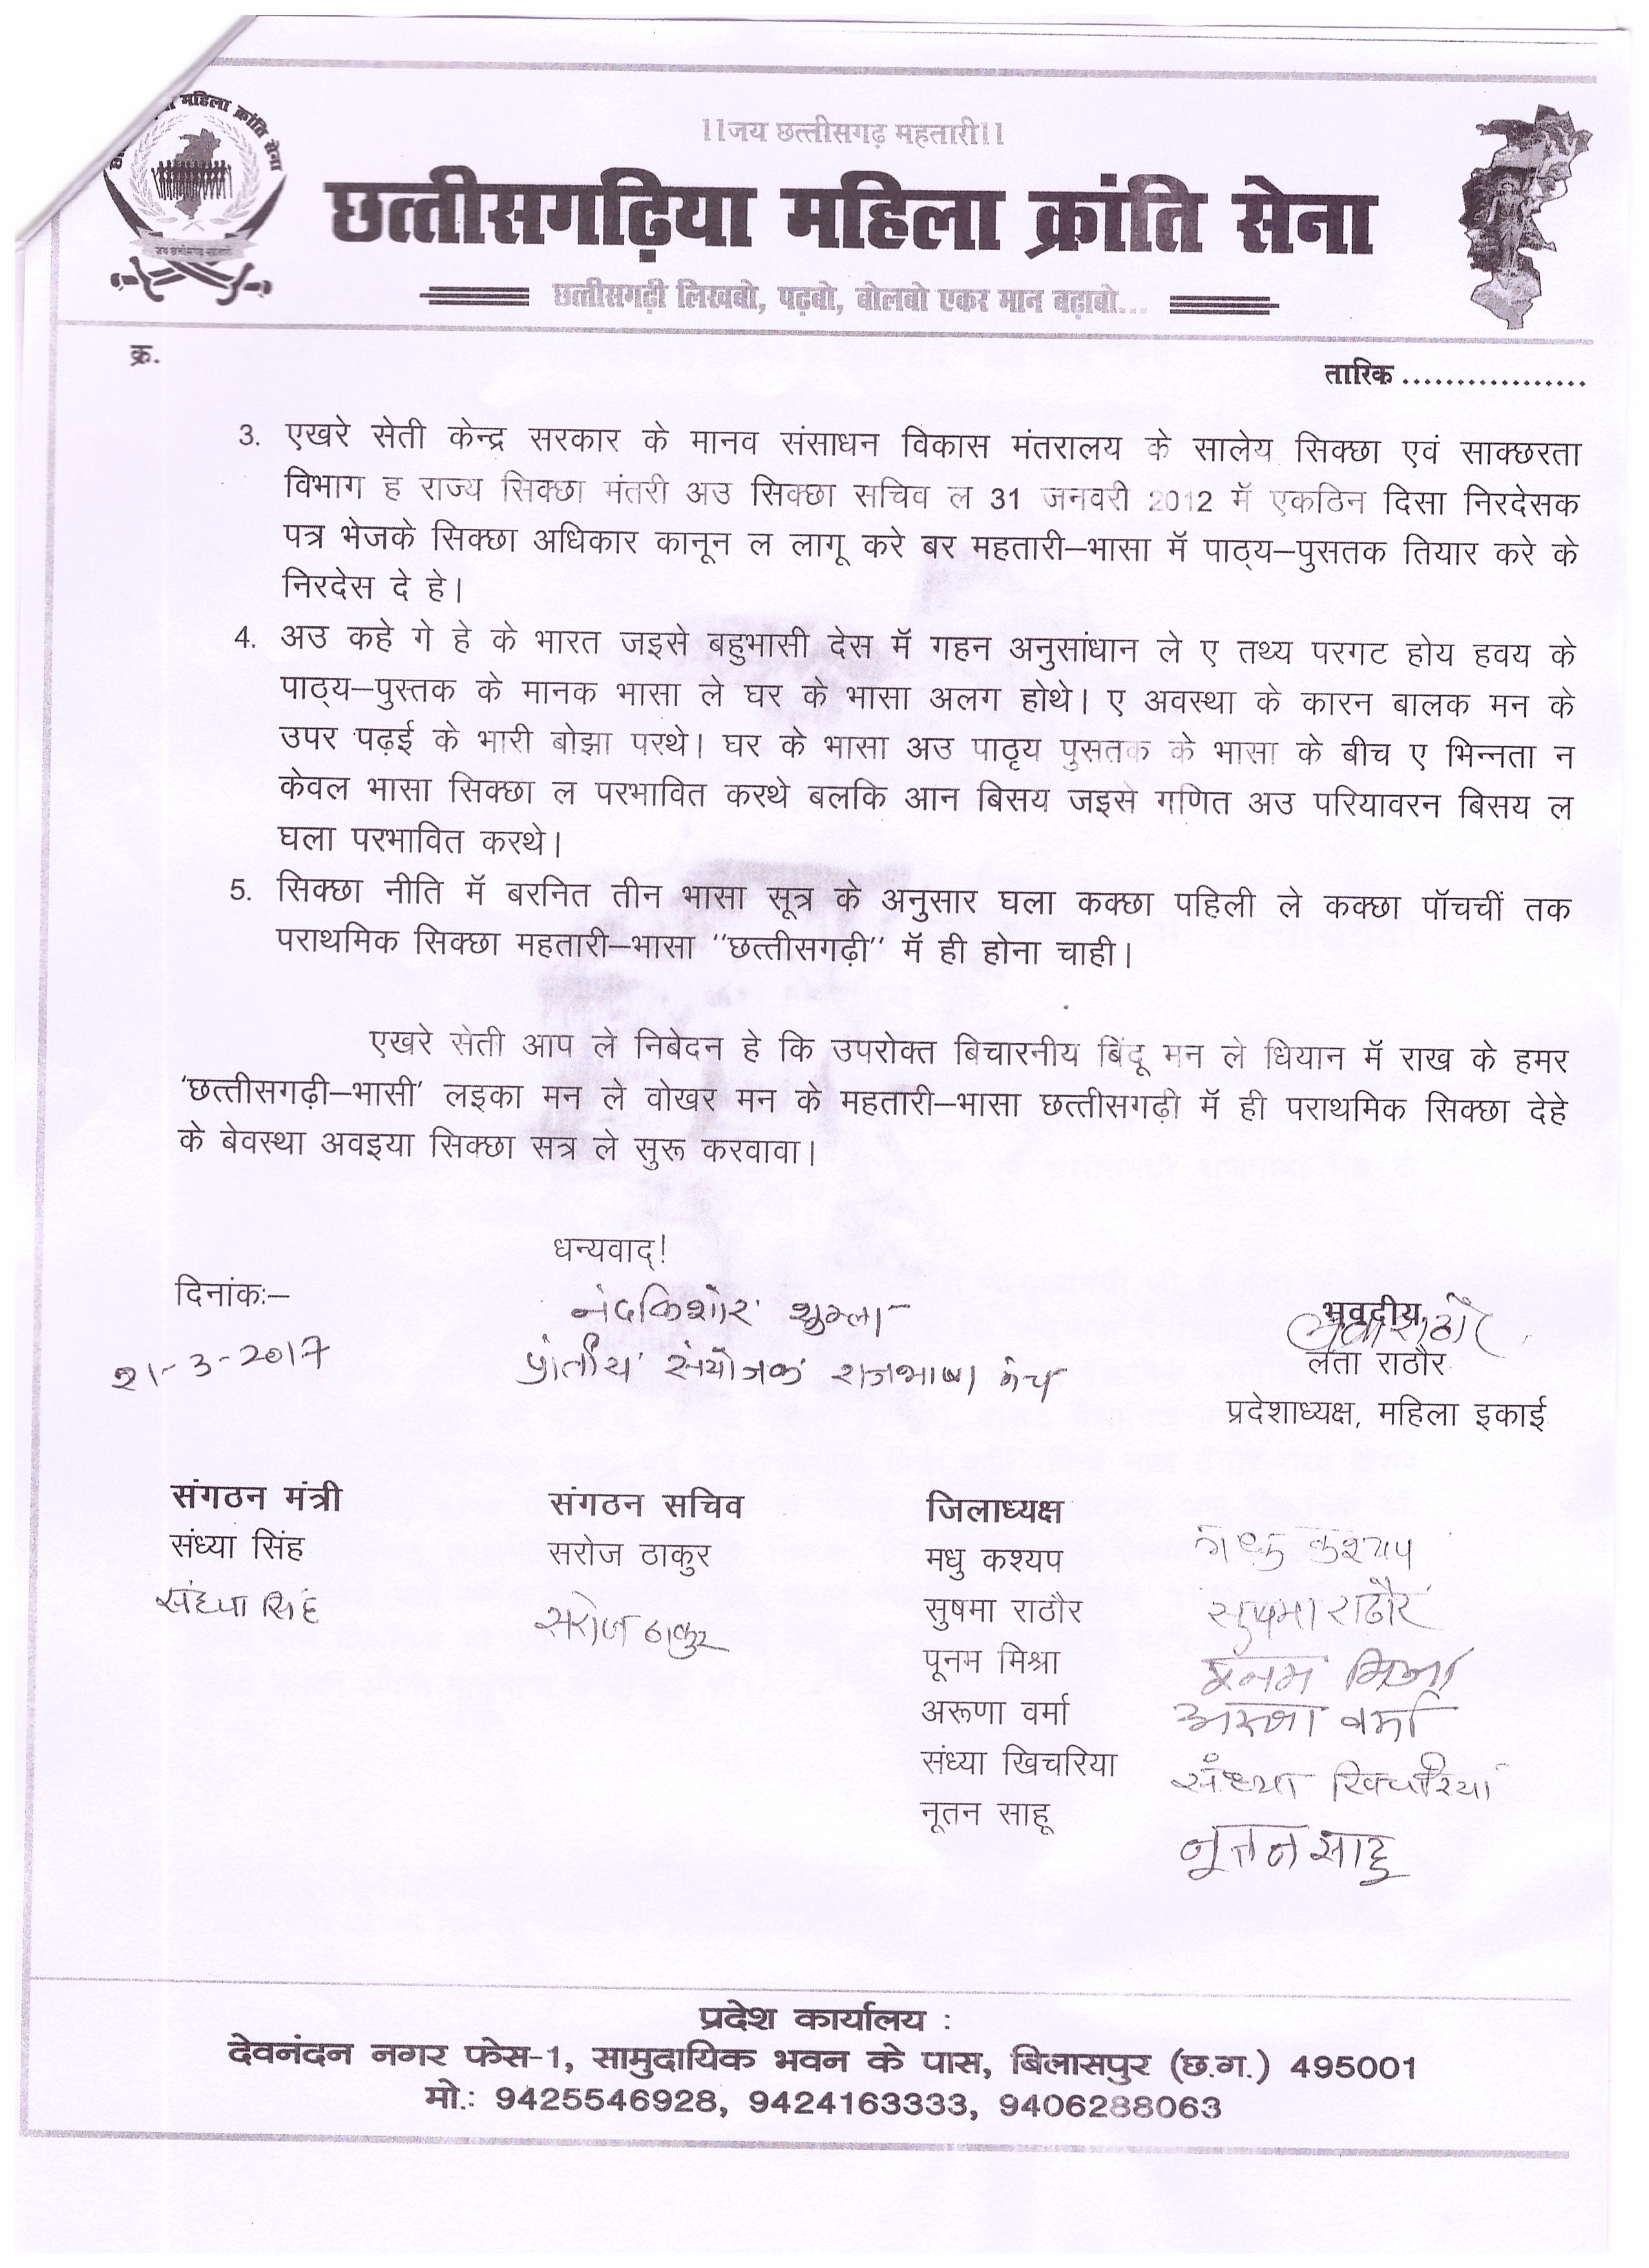 महिला क्रांति सेना
।।जय छत्तीसगढ़ महतारी।।
छत्तीसगढ़िया महिला क्रांति सेना
छत्तीसगढ़ी लिखबो, पढ़बो, बोलबो एकर मान बढ़ाबो...
क्र.
तारिक .................
3. एखरे सेती केन्द्र सरकार के मानव संसाधन विकास मंतरालय के सालेय सिक्छा एवं साक्छरता
विभाग ह राज्य सिक्छा मंतरी अउ सिक्छा सचिव ल 31 जनवरी 2012 मॅ एकठिन दिसा निरदेसक
पत्र भेजके सिक्छा अधिकार कानून ल लागू करे बर महतारी–भासा मॅ पाठ्य–पुसतक तियार करे के
निरदेस दे हे।
4. अउ कहे गे हे के भारत जइसे बहुभासी देस मॅ गहन अनुसांधान ले ए तथ्य परगट होय हवय के
पाठ्य–पुस्तक के मानक भासा ले घर के भासा अलग होथे। ए अवस्था के कारन बालक मन के
उपर पढ़ई के भारी बोझा परथे। घर के भासा अउ पाठृय पुसतक के भासा के बीच ए भिन्नता न
केवल भासा सिक्छा ल परभावित करथे बलकि आन बिसय जइसे गणित अउ परियावरन बिसय ल
घला परभावित करथे।
5. सिक्छा नीति मॅ बरनित तीन भासा सूत्र के अनुसार घला कक्छा पहिली ले कक्छा पॉचचीं तक
पराथमिक सिक्छा महतारी–भासा ''छत्तीसगढ़ी'' मॅ ही होना चाही।
एखरे सेती आप ले निबेदन हे कि उपरोक्त बिचारनीय बिंदू मन ले धियान मॅ राख के हमर
'छत्तीसगढ़ी–भासी' लइका मन ले वोखर मन के महतारी–भासा छत्तीसगढ़ी मॅ ही पराथमिक सिक्छा देहे
के बेवस्था अवइया सिक्छा सत्र ले सुरू करवावा।
धन्यवाद्!
दिनांकः–
नंदकिशोर शुक्ला
भवदीय
21-3-2017
प्रांतीय संयोजक राजभाषा मंच
लता राठौर
लता राठौर
प्रदेशाध्यक्ष, महिला इकाई
संगठन मंत्री संगठन सचिव जिलाध्यक्ष
संध्या सिंह सरोज ठाकुर मधु कश्यप मधु कश्यप
संध्या सिंह सरोज ठाकुर सुषमा राठौर सुषमा राठौर
पूनम मिश्रा पूनम मिश्रा
अरूणा वर्मा अरूणा वर्मा
संध्या खिचरिया संध्या खिचरिया
नूतन साहू नूतन साहू
प्रदेश कार्यालय :
देवनंदन नगर फेस-1, सामुदायिक भवन के पास, बिलासपुर (छ.ग.) 495001
मो.: 9425546928, 9424163333, 9406288063